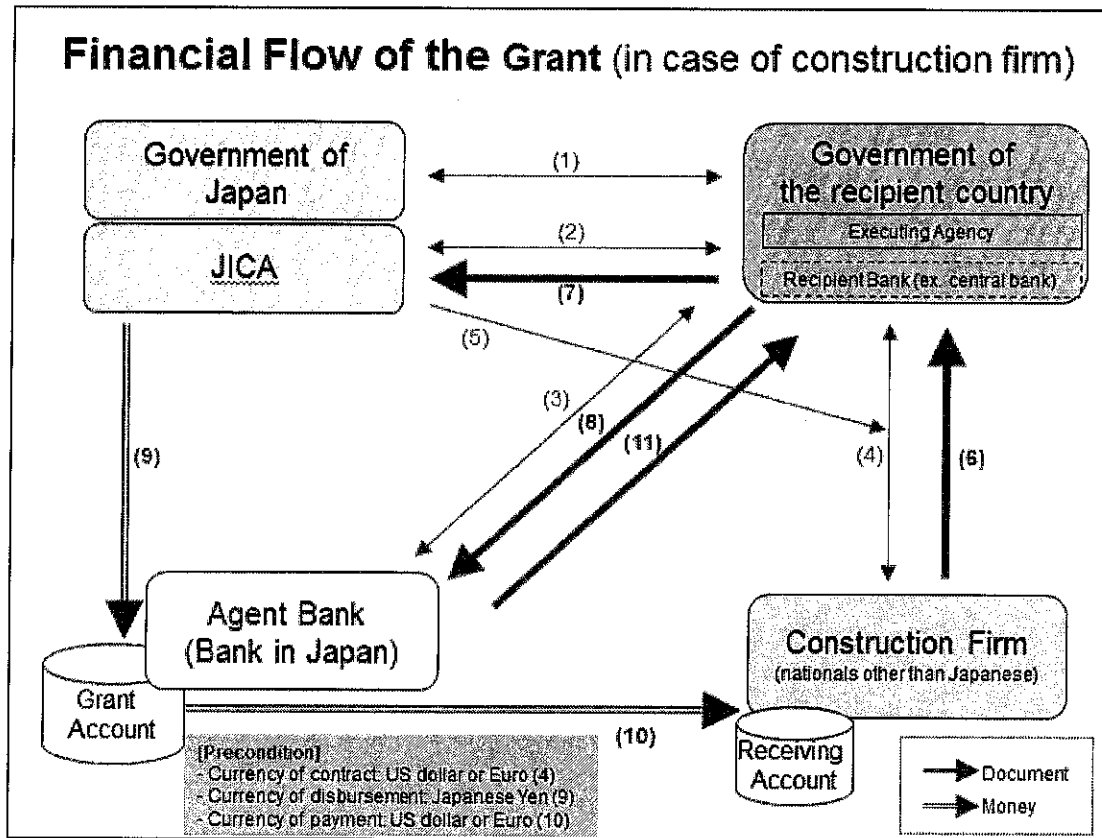 Financial Flow of the Grant (in case of construction firm)
Government of
Japan
JICA
(1)
(2)
(7)
Government of
the recipient country
Executing Agency
Recipient Bank (ex. central bank)
(5)
(3)
(8)
(11)
(9)
(4)
(6)
Agent Bank
(Bank in Japan)
Grant
Account
Construction Firm
(nationals other than Japanese)
(10)
Receiving
Account
[Precondition]
- Currency of contract: US dollar or Euro (4)
- Currency of disbursement: Japanese Yen (9)
- Currency of payment: US dollar or Euro (10)
Document
Money